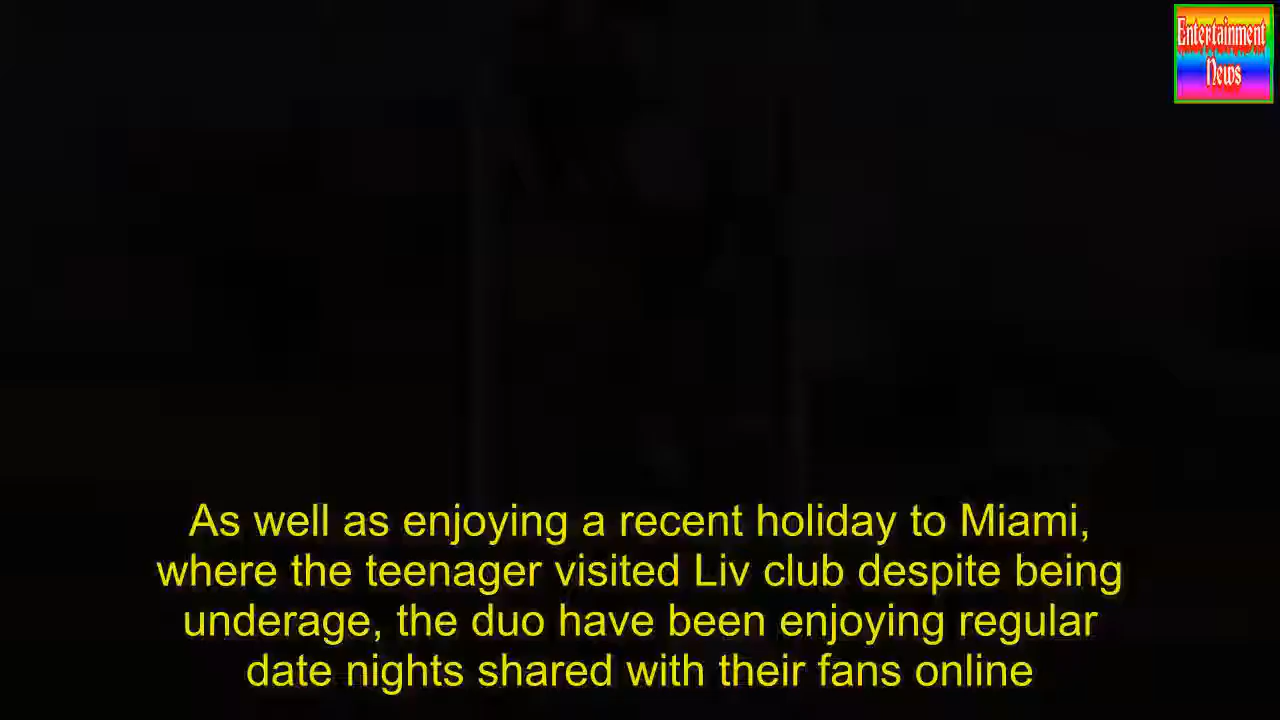 Entertainment
News
As well as enjoying a recent holiday to Miami,
where the teenager visited Liv club despite being
underage, the duo have been enjoying regular
date nights shared with their fans online